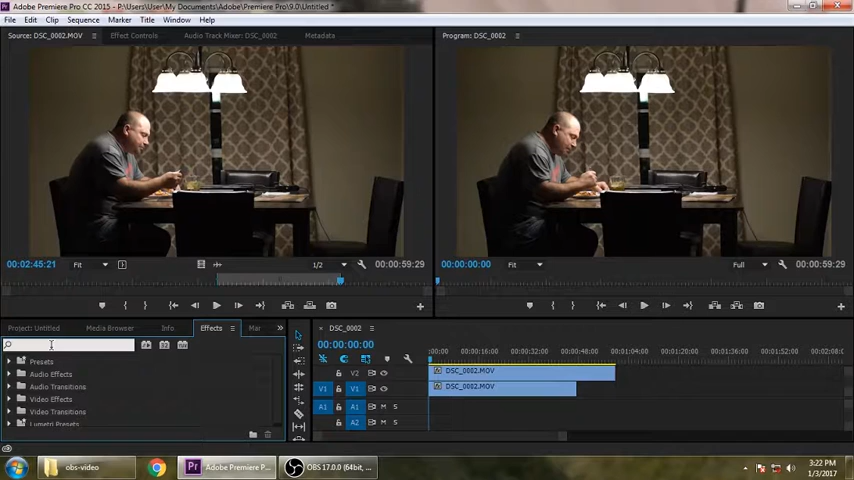 Adobe Premiere Pro CC 2015 - C:\Users\User\My Documents\Adobe\Premiere Pro\9.0\Untitled *
File Edit Clip Sequence Marker Title Window Help
Source: DSC_0002.MOV Effect Controls Audio Track Mixer: DSC_0002 Metadata
Program: DSC_0002
00:02:45:21 Fit 1/2 00:00:59:29
00:00:00:00 Fit Full 00:00:59:29
Project: Untitled Media Browser Info Effects Mar
Presets
Audio Effects
Audio Transitions
Video Effects
Video Transitions
Lumetri Presets
DSC_0002
00:00:00:00
:00:00 00:00:16:00 00:00:32:00 00:00:48:00 00:01:04:00 00:01:20:00 00:01:36:00 00:01:52:00 00:02:08:0
V2 DSC_0002.MOV
V1 V1 DSC_0002.MOV
A1 A1 M S
A2 M S
obs-video Adobe Premiere P... OBS 17.0.0 (64bit, ...
3:22 PM
1/3/2017